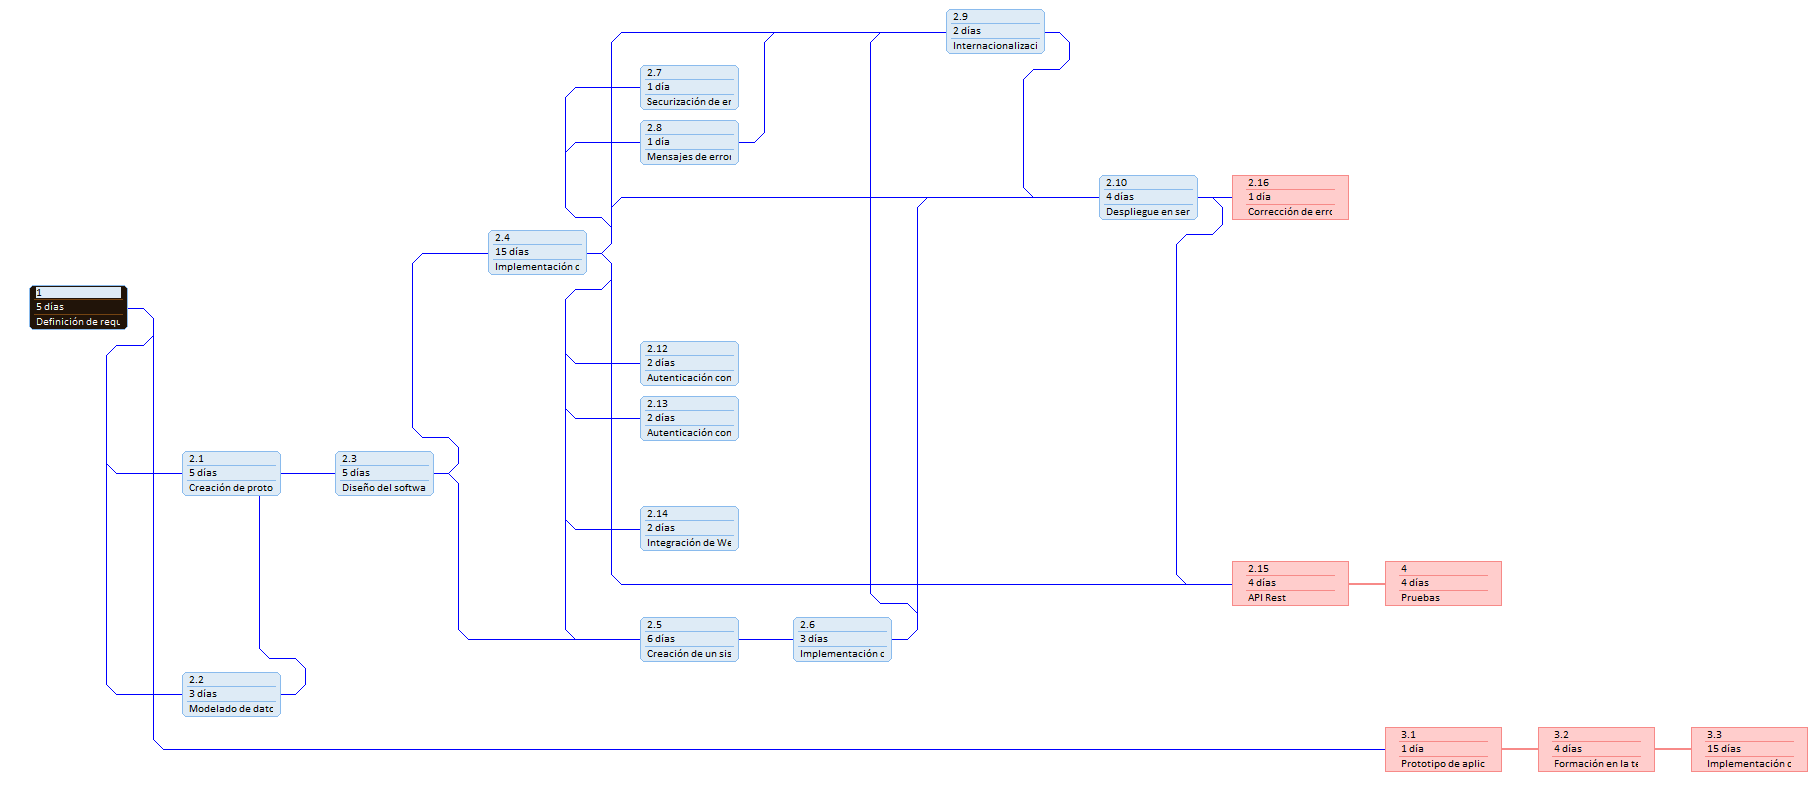 2.9
2 días
Internacionalizaci
2.7
1 día
Securización de er
2.8
1 día
Mensajes de error
2.10
4 días
Despliegue en ser
2.16
1 día
Corrección de errc
2.4
15 días
Implementación c
1
5 días
Definición de requ
2.12
2 días
Autenticación con
2.13
2 días
Autenticación con
2.1
5 días
Creación de proto
2.3
5 días
Diseño del softwa
2.14
2 días
Integración de We
2.15
4 días
API Rest
4
4 días
Pruebas
2.5
6 días
Creación de un sis
2.6
3 días
Implementación c
2.2
3 días
Modelado de datc
3.1
1 día
Prototipo de aplic
3.2
4 días
Formación en la te
3.3
15 días
Implementación c